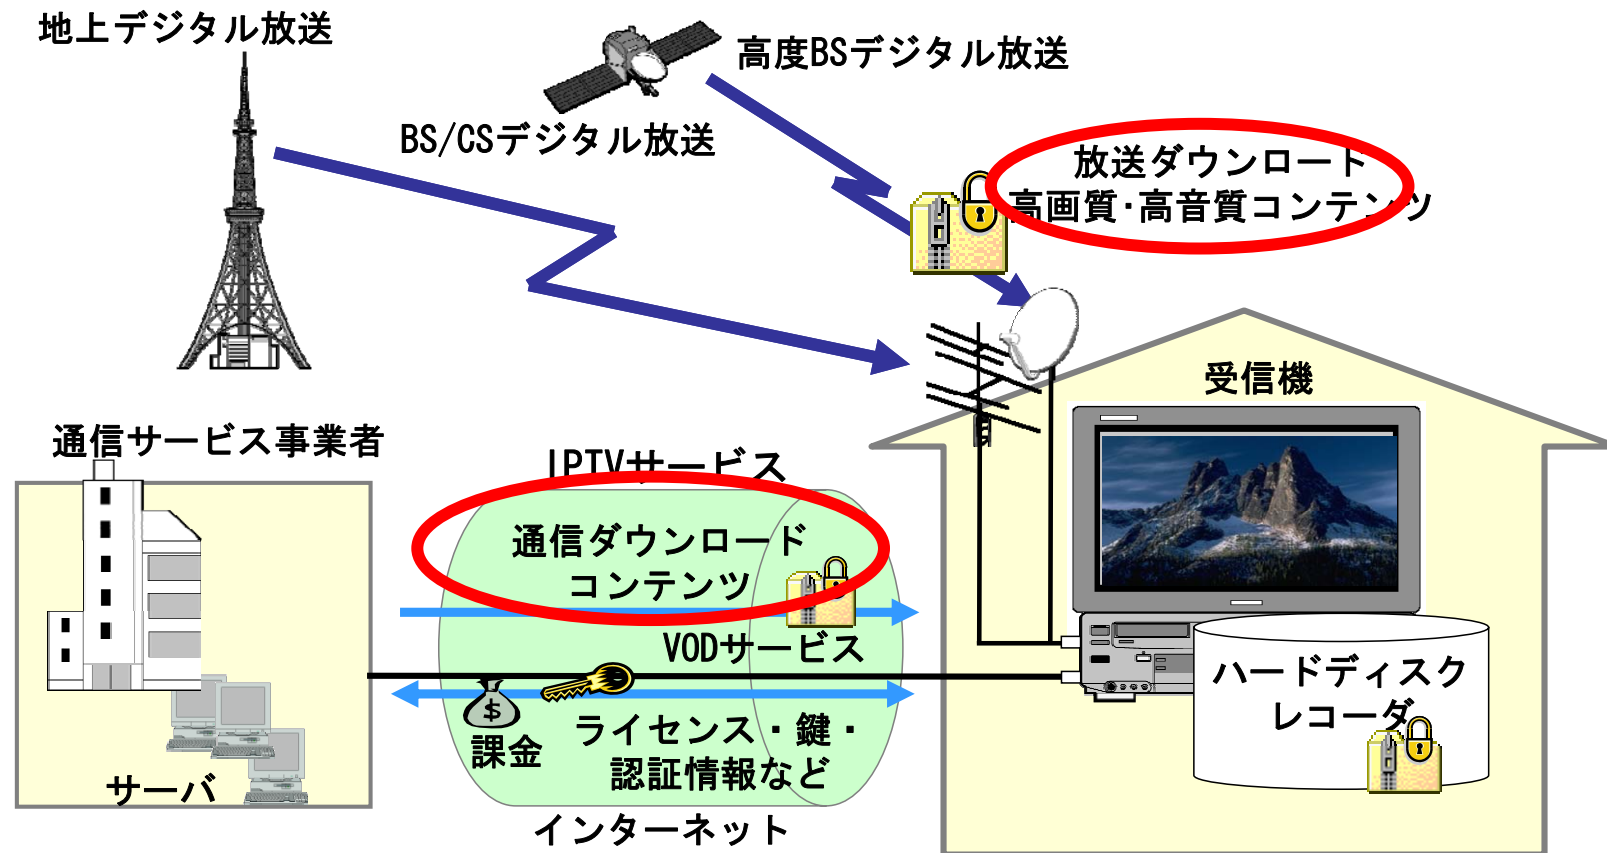 地上デジタル放送
高度BSデジタル放送
BS/CSデジタル放送
放送ダウンロード
高画質・高音質コンテンツ
受信機
通信サービス事業者
IPTVサービス
通信ダウンロード
コンテンツ
VODサービス
ハードディスク
レコーダ
$
課金
ライセンス・鍵・
認証情報など
サーバ
インターネット